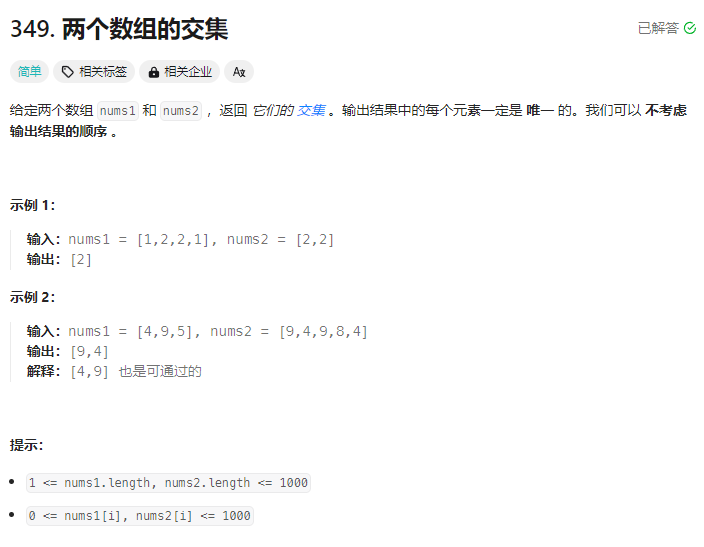 349. 两个数组的交集
已解答
简单 相关标签 相关企业 Az
给定两个数组 nums1 和 nums2 ，返回 它们的 交集 。输出结果中的每个元素一定是 唯一 的。我们可以 不考虑
输出结果的顺序 。
示例 1：
输入：nums1 = [1,2,2,1], nums2 = [2,2]
输出：[2]
示例 2：
输入：nums1 = [4,9,5], nums2 = [9,4,9,8,4]
输出：[9,4]
解释：[4,9] 也是可通过的
提示：
1 <= nums1.length, nums2.length <= 1000
0 <= nums1[i], nums2[i] <= 1000